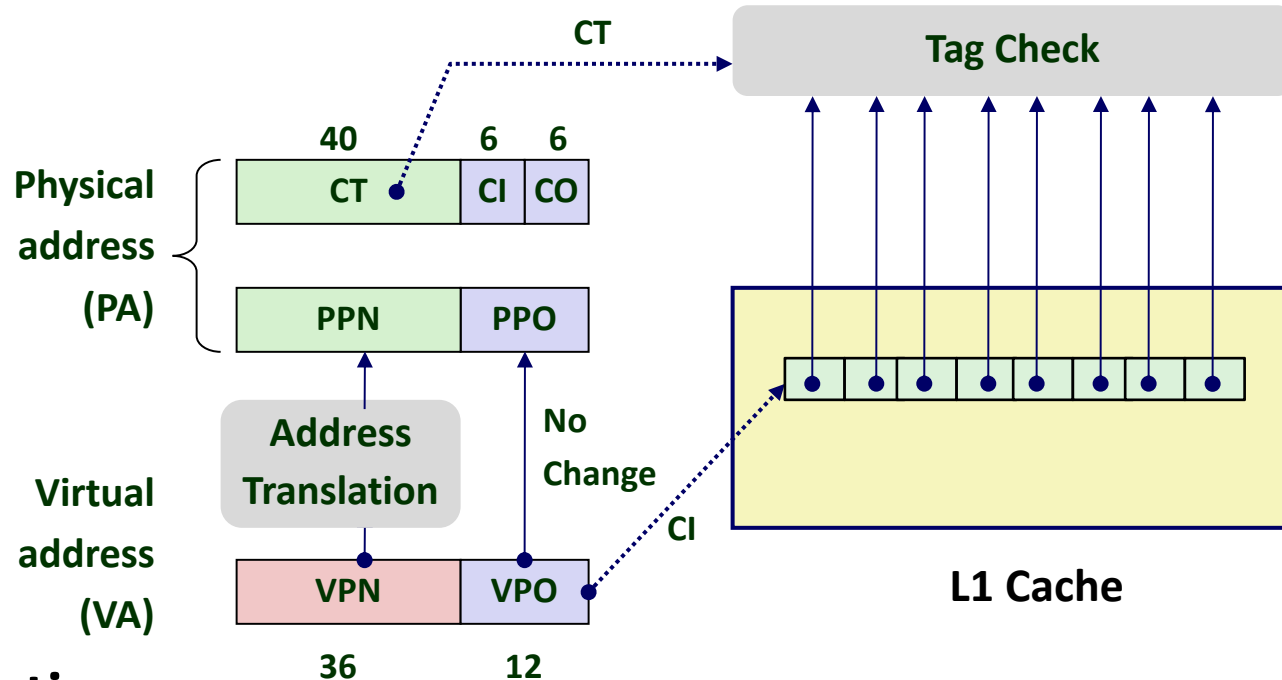 CT
Tag Check
40 6 6
Physical
address
(PA)
CT CI CO
PPN PPO
Address
Translation
No
Change
Virtual
address
(VA)
CI
VPN VPO
L1 Cache
36 12